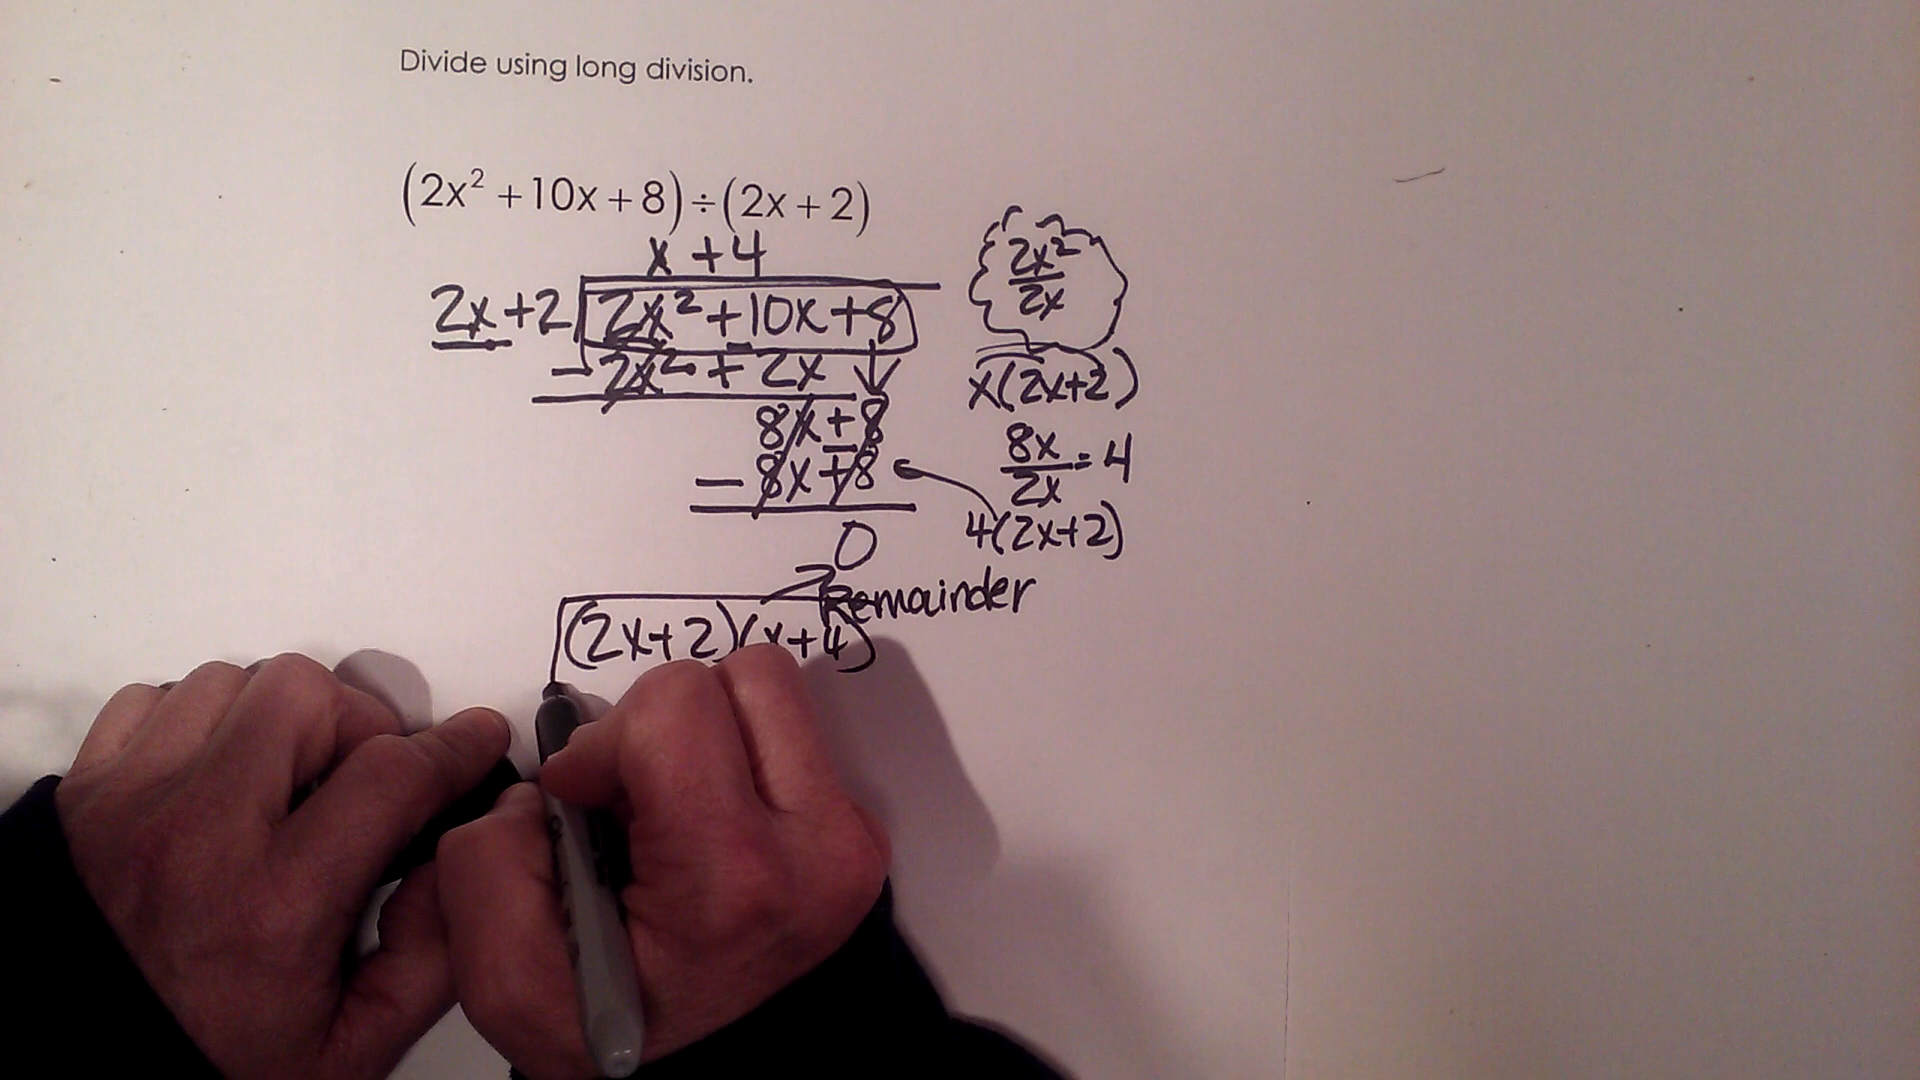 Divide using long division.
(2x² + 10x + 8) ÷ (2x + 2)
x + 4
2x + 2 2x² + 10x + 8
- 2x² + 2x
8x + 8
- 8x + 8
0
Remainder
(2x + 2)(x + 4)
2x²
2x
x(2x + 2)
8x
2x
= 4
4(2x + 2)